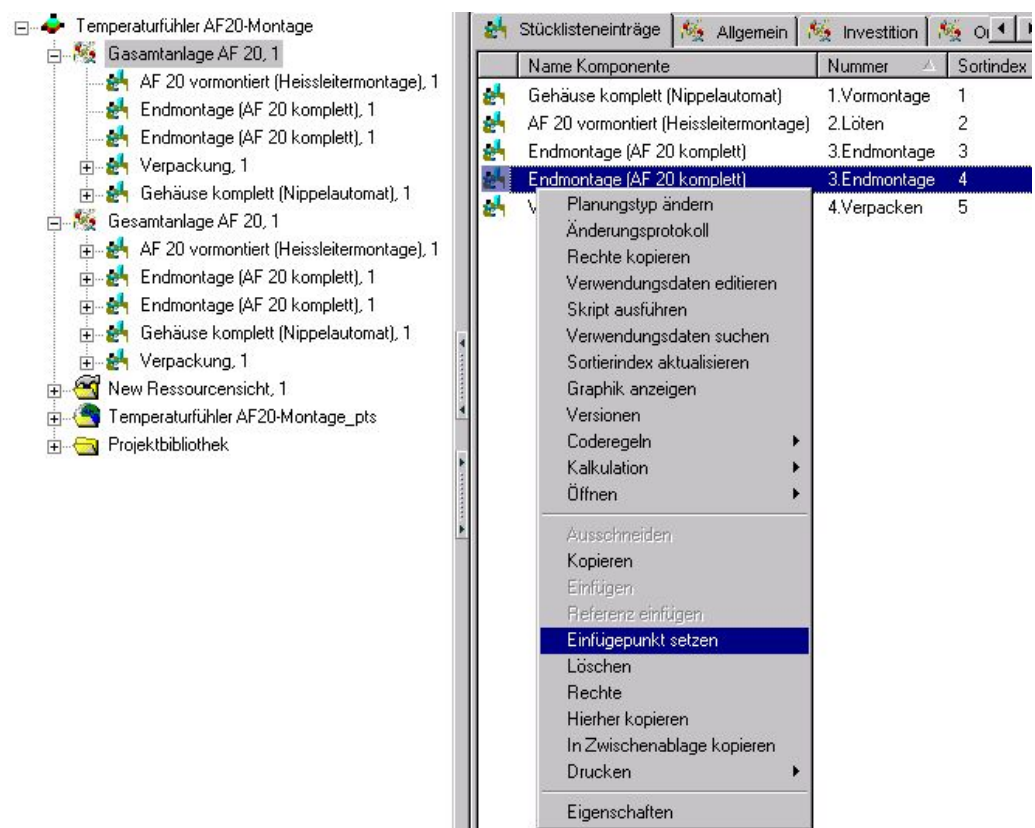 Temperaturfühler AF20-Montage
Gasamtanlage AF 20, 1
AF 20 vormontiert (Heissleitermontage), 1
Endmontage (AF 20 komplett), 1
Endmontage (AF 20 komplett), 1
Verpackung, 1
Gehäuse komplett (Nippelautomat), 1
Gesamtanlage AF 20, 1
AF 20 vormontiert (Heissleitermontage), 1
Endmontage (AF 20 komplett), 1
Endmontage (AF 20 komplett), 1
Gehäuse komplett (Nippelautomat), 1
Verpackung, 1
New Ressourcensicht, 1
Temperaturfühler AF20-Montage_pts
Projektbibliothek
Stücklisteneinträge Allgemein Investition
Name Komponente Nummer Sortindex
Gehäuse komplett (Nippelautomat) 1.Vormontage 1
AF 20 vormontiert (Heissleitermontage) 2.Löten 2
Endmontage (AF 20 komplett) 3.Endmontage 3
Endmontage (AF 20 komplett) 3.Endmontage 4
V 4.Verpacken 5
Planungstyp ändern
Änderungsprotokoll
Rechte kopieren
Verwendungsdaten editieren
Skript ausführen
Verwendungsdaten suchen
Sortierindex aktualisieren
Graphik anzeigen
Versionen
Coderegeln
Kalkulation
Öffnen
Ausschneiden
Kopieren
Einfügen
Referenz einfügen
Einfügepunkt setzen
Löschen
Rechte
Hierher kopieren
In Zwischenablage kopieren
Drucken
Eigenschaften